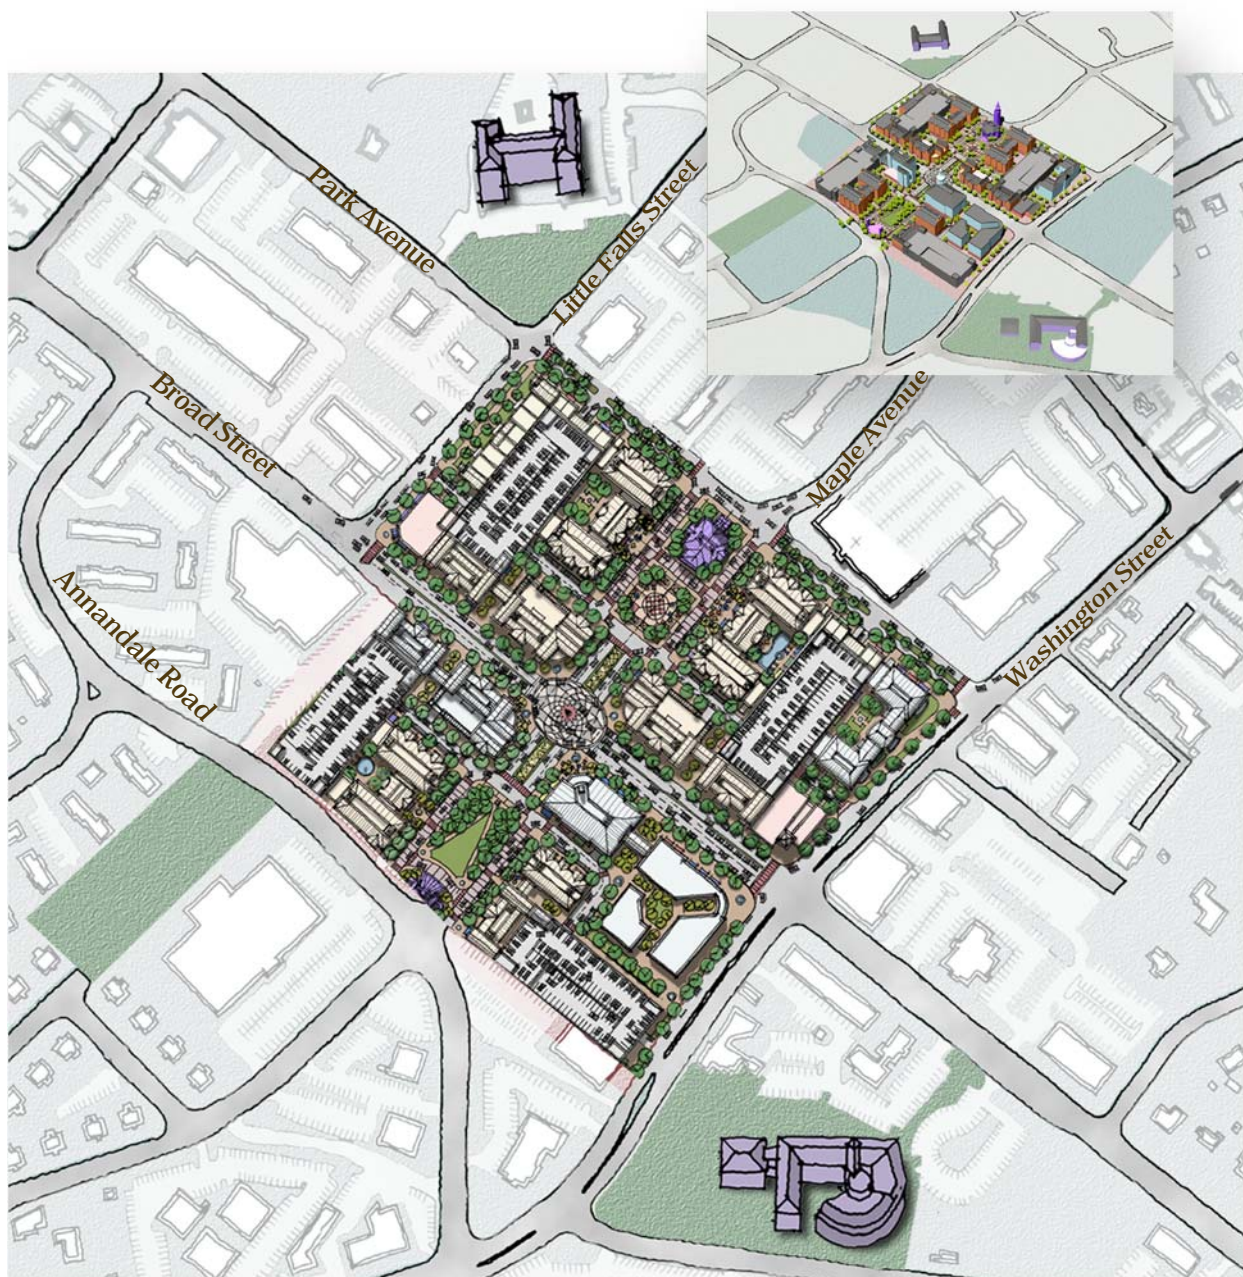 Park Avenue
Little Falls Street
Broad Street
Maple Avenue
Annandale Road
Washington Street